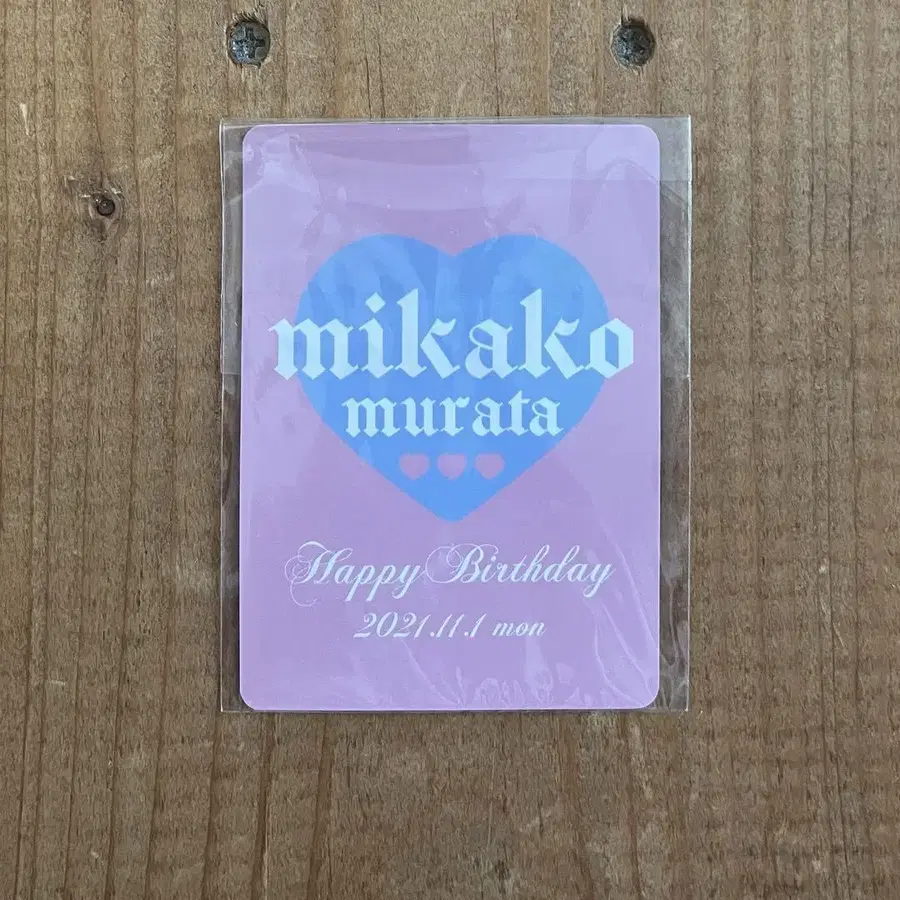 mikako
murata
Happy Birthday
2021.11.1 mon